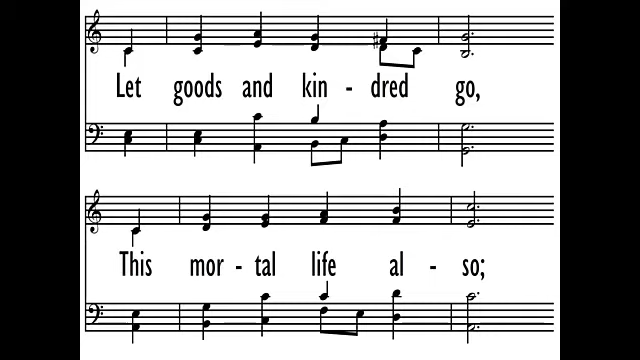 Let goods and kin - dred go,
This mor - tal life al - so;